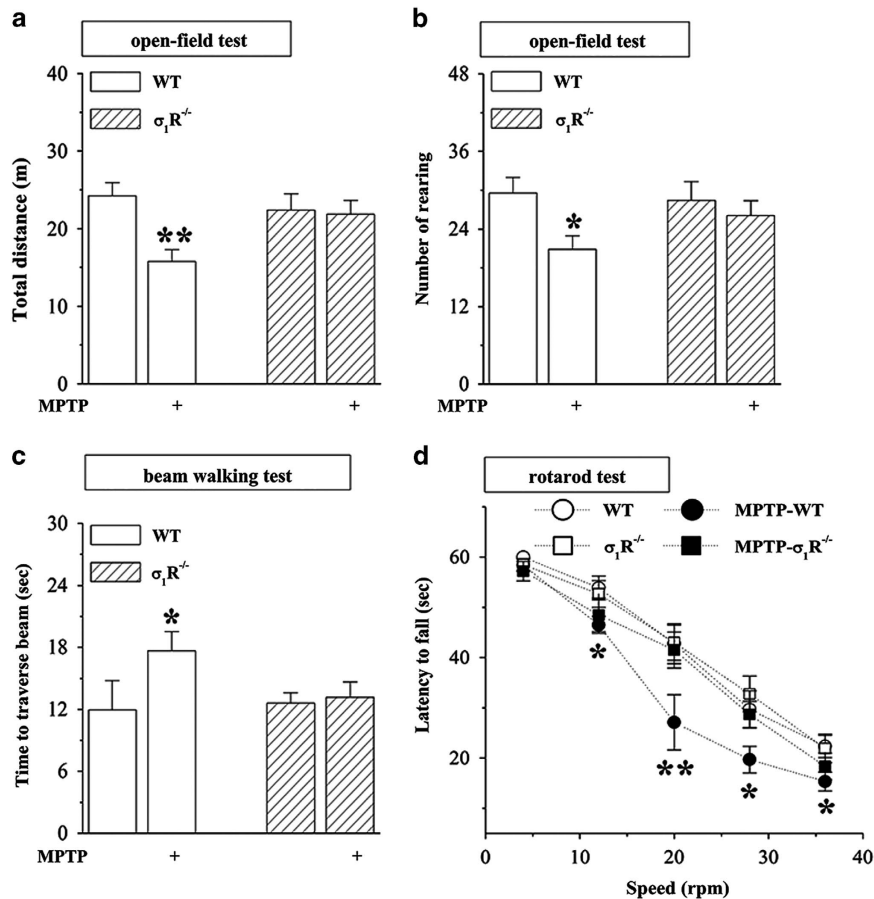 a
open-field test
40
30
20
10
0
Total distance (m)
WT
σ₁R⁻/⁻
**
MPTP + +
b
open-field test
48
36
24
12
0
Number of rearing
WT
σ₁R⁻/⁻
*
MPTP + +
c
beam walking test
30
24
18
12
6
0
Time to traverse beam (sec)
WT
σ₁R⁻/⁻
*
MPTP + +
d
rotarod test
WT MPTP-WT
σ₁R⁻/⁻ MPTP-σ₁R⁻/⁻
60
40
20
Latency to fall (sec)
*
**
*
*
0 10 20 30 40
Speed (rpm)